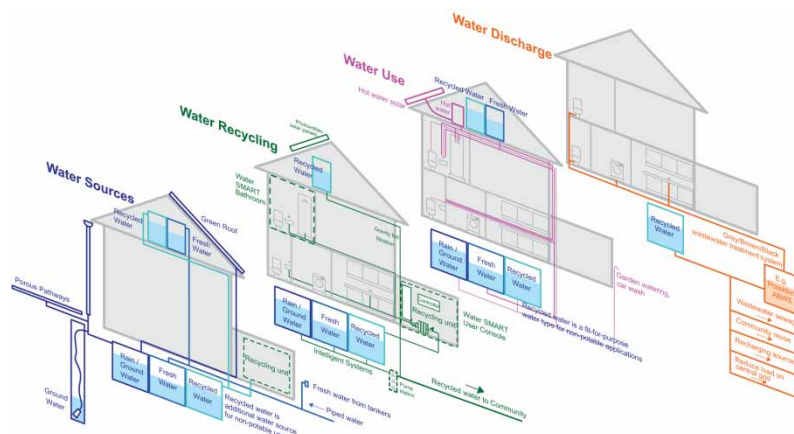 Water Discharge
Water Use
Recycled Water
Fresh Water
Hot water solar
Hot
water
Water Recycling
Photovoltaic
solar panels
Recycled
Water
Water
SMART
Bathroom
Gravity fed
Water Sources
Green Roof
Recycled
Water
Fresh
Water
Porous Pathways
Ground
Water
Rain /
Ground
Water
Fresh
Water
Recycled
Water
Recycling unit
Recycled water is
additional water source
for non-potable
Fresh water from tankers
Piped water
Rain /
Ground
Water
Fresh
Water
Recycled
Water
Intelligent Systems
controller
Recycling unit
Water SMART
User Console
Pump
station
Recycled water to Community
Rain /
Ground
Water
Fresh
Water
Recycled
Water
Recycled water is a fit-for-purpose
water type for non-potable applications
Garden watering,
car wash
Recycled
Water
Grey/Brown/Black
wastewater treatment system
E.G.
Wastewater
Community reuse
Recharging source
Reduce load on
central grid